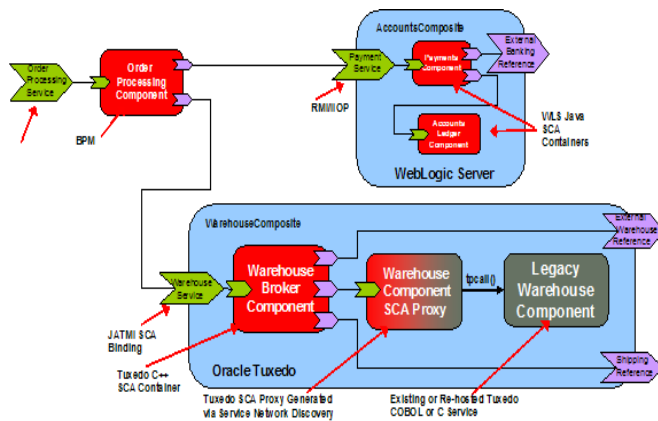 AccountsComposite
Order
Processing
Service
Order
Processing
Component
BPM
Payment
Service
RMI/IIOP
Payments
Component
External
Banking
Reference
Accounts
Ledger
Component
WLS Java
SCA
Containers
WebLogic Server
WarehouseComposite
Warehouse
Service
JATMI SCA
Binding
Tuxedo C++
SCA Container
Warehouse
Broker
Component
Warehouse
Component
SCA Proxy
tpcall()
Legacy
Warehouse
Component
External
Warehouse
Reference
Shipping
Reference
Oracle Tuxedo
Tuxedo SCA Proxy Generated
via Service Network Discovery
Existing or Re-hosted Tuxedo
COBOL or C Service